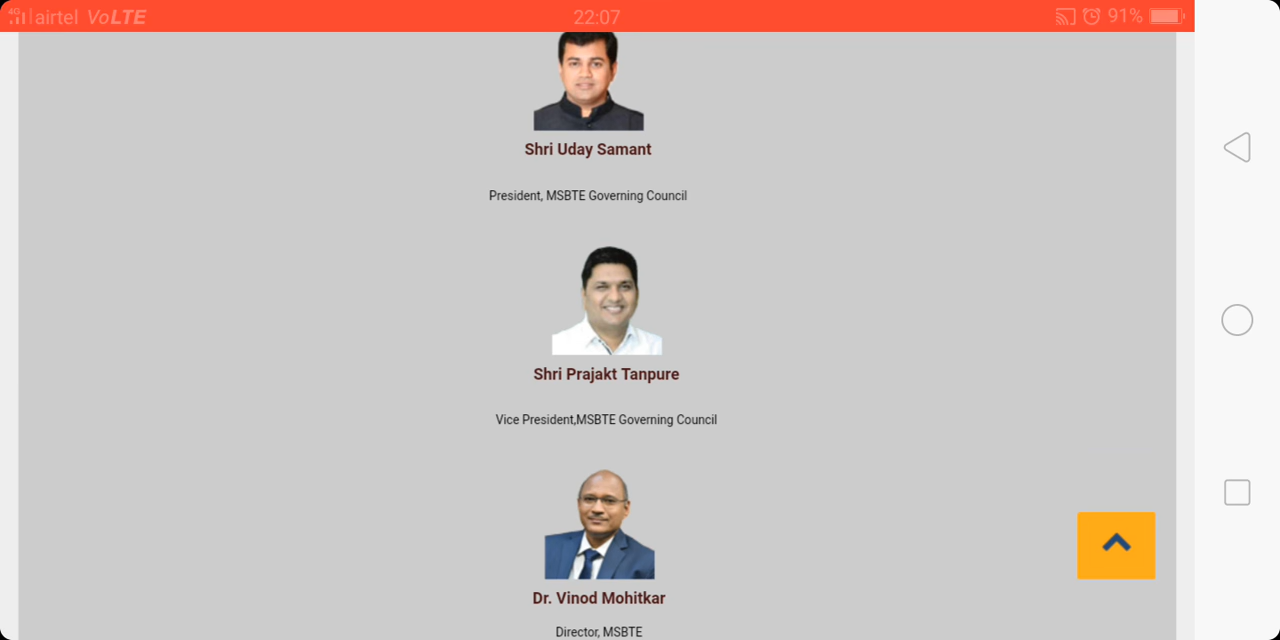 4G airtel VoLTE 22:07 91%
Shri Uday Samant
President, MSBTE Governing Council
Shri Prajakt Tanpure
Vice President,MSBTE Governing Council
Dr. Vinod Mohitkar
Director, MSBTE